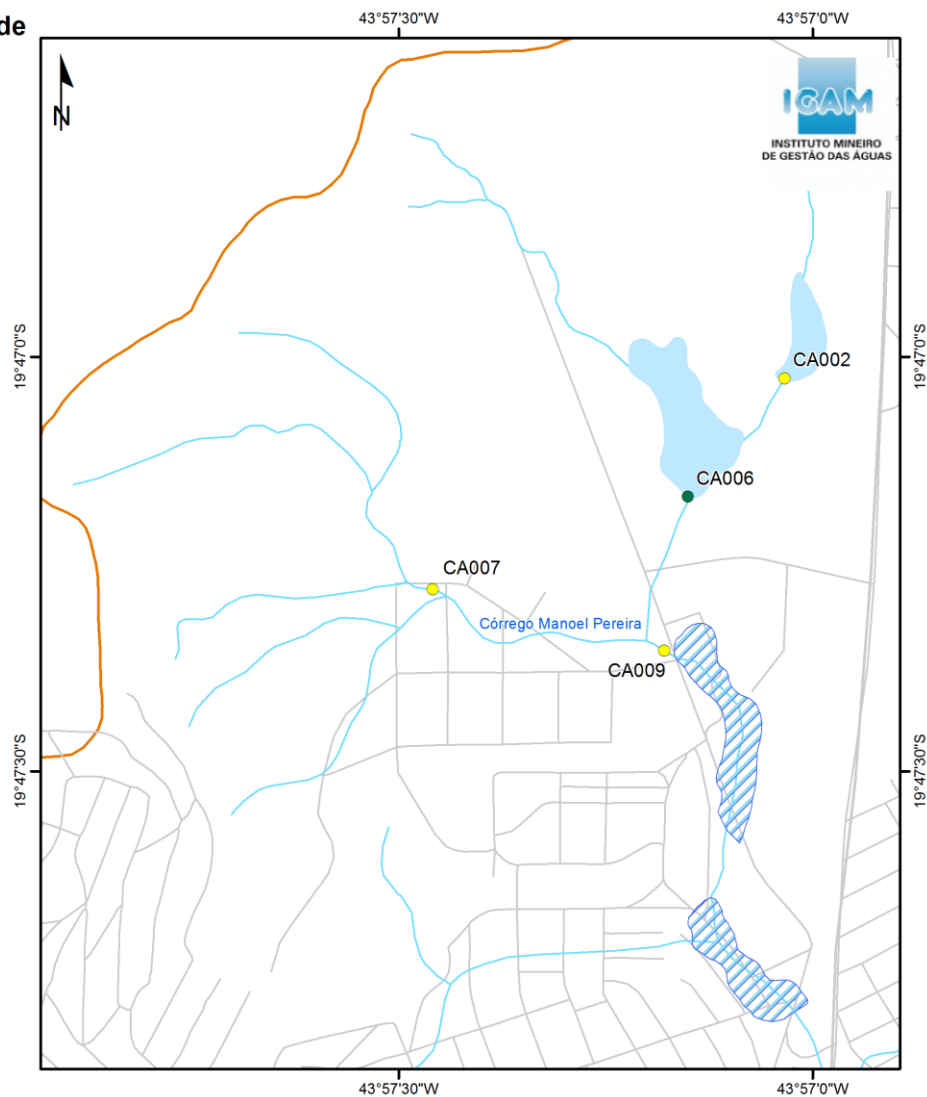 de
43°57'30"W
43°57'0"W
N
IGAM
INSTITUTO MINEIRO
DE GESTÃO DAS ÁGUAS
19°47'0"S
19°47'0"S
CA002
CA006
CA007
Córrego Manoel Pereira
CA009
19°47'30"S
19°47'30"S
43°57'30"W
43°57'0"W